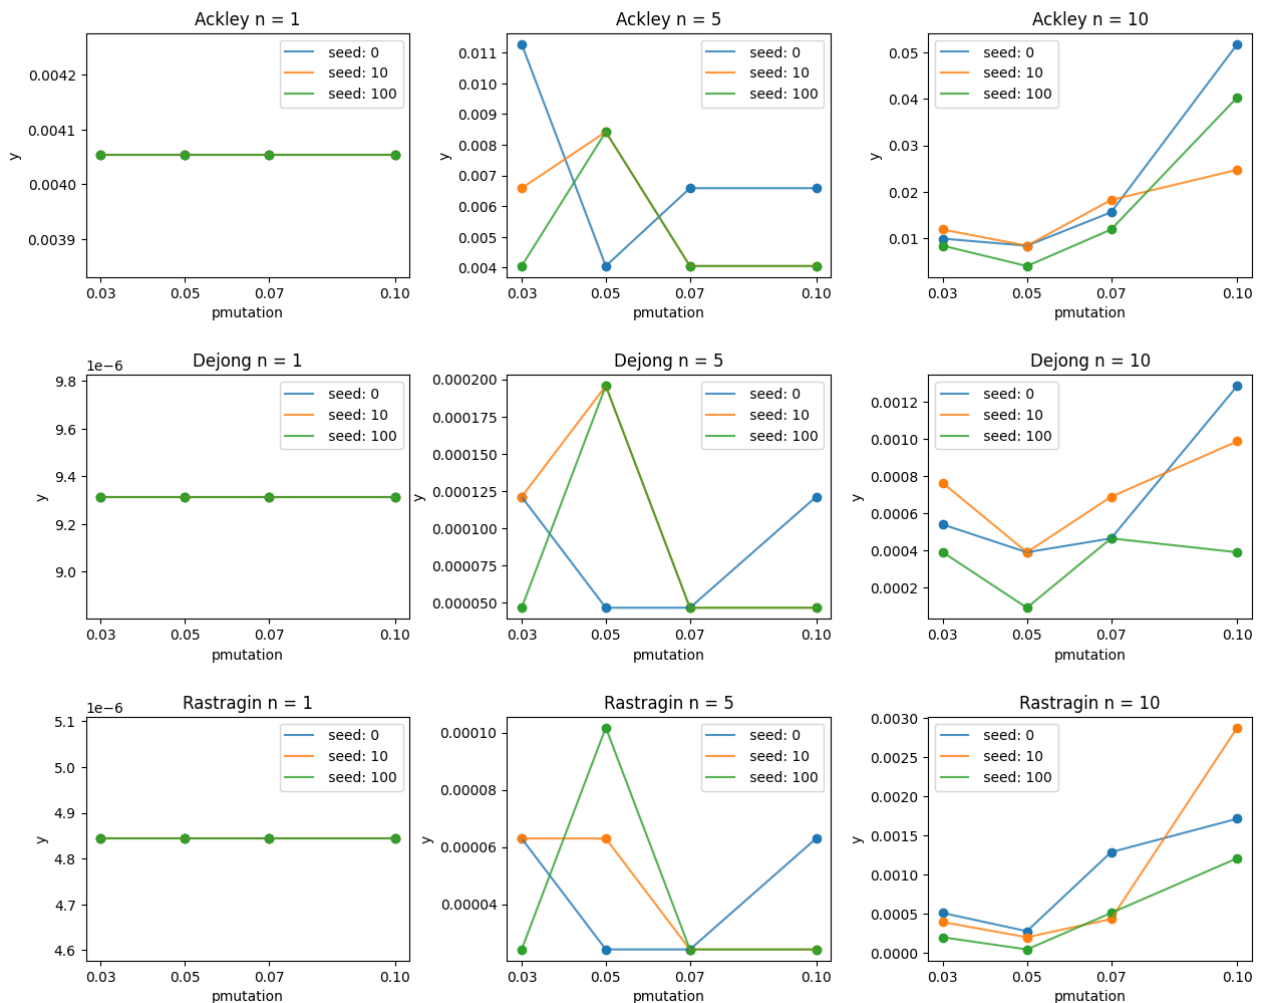 Ackley n = 1
0.0042
0.0041
0.0040
0.0039
y
seed: 0
seed: 10
seed: 100
0.03 0.05 0.07 0.10
pmutation
Ackley n = 5
0.011
0.010
0.009
0.008
0.007
0.006
0.005
0.004
y
seed: 0
seed: 10
seed: 100
0.03 0.05 0.07 0.10
pmutation
Ackley n = 10
0.05
0.04
0.03
0.02
0.01
y
seed: 0
seed: 10
seed: 100
0.03 0.05 0.07 0.10
pmutation
Dejong n = 1
1e−6
9.8
9.6
9.4
9.2
9.0
y
seed: 0
seed: 10
seed: 100
0.03 0.05 0.07 0.10
pmutation
Dejong n = 5
0.000200
0.000175
0.000150
0.000125
0.000100
0.000075
0.000050
y
seed: 0
seed: 10
seed: 100
0.03 0.05 0.07 0.10
pmutation
Dejong n = 10
0.0012
0.0010
0.0008
0.0006
0.0004
0.0002
y
seed: 0
seed: 10
seed: 100
0.03 0.05 0.07 0.10
pmutation
Rastragin n = 1
1e−6
5.1
5.0
4.9
4.8
4.7
4.6
y
seed: 0
seed: 10
seed: 100
0.03 0.05 0.07 0.10
pmutation
Rastragin n = 5
0.00010
0.00008
0.00006
0.00004
y
seed: 0
seed: 10
seed: 100
0.03 0.05 0.07 0.10
pmutation
Rastragin n = 10
0.0030
0.0025
0.0020
0.0015
0.0010
0.0005
0.0000
y
seed: 0
seed: 10
seed: 100
0.03 0.05 0.07 0.10
pmutation